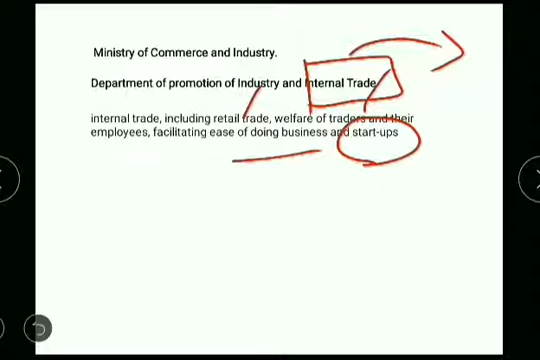 Ministry of Commerce and Industry.
Department of promotion of Industry and Internal Trade
internal trade, including retail trade, welfare of traders and their
employees, facilitating ease of doing business and start-ups